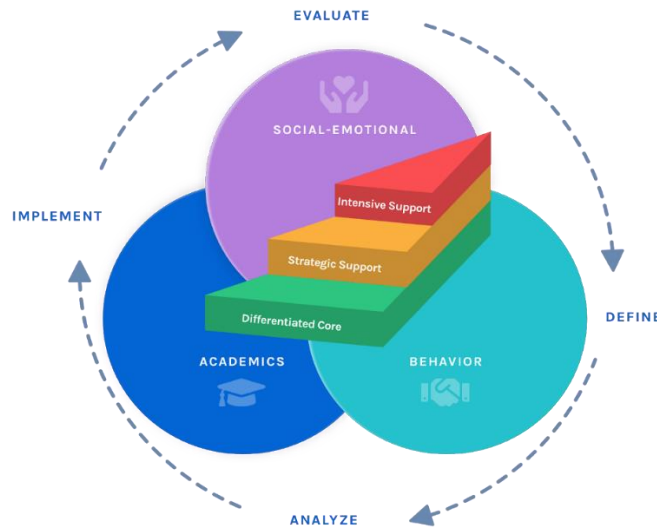 EVALUATE
SOCIAL-EMOTIONAL
Intensive Support
IMPLEMENT
Strategic Support
Differentiated Core
DEFINE
ACADEMICS
BEHAVIOR
ANALYZE